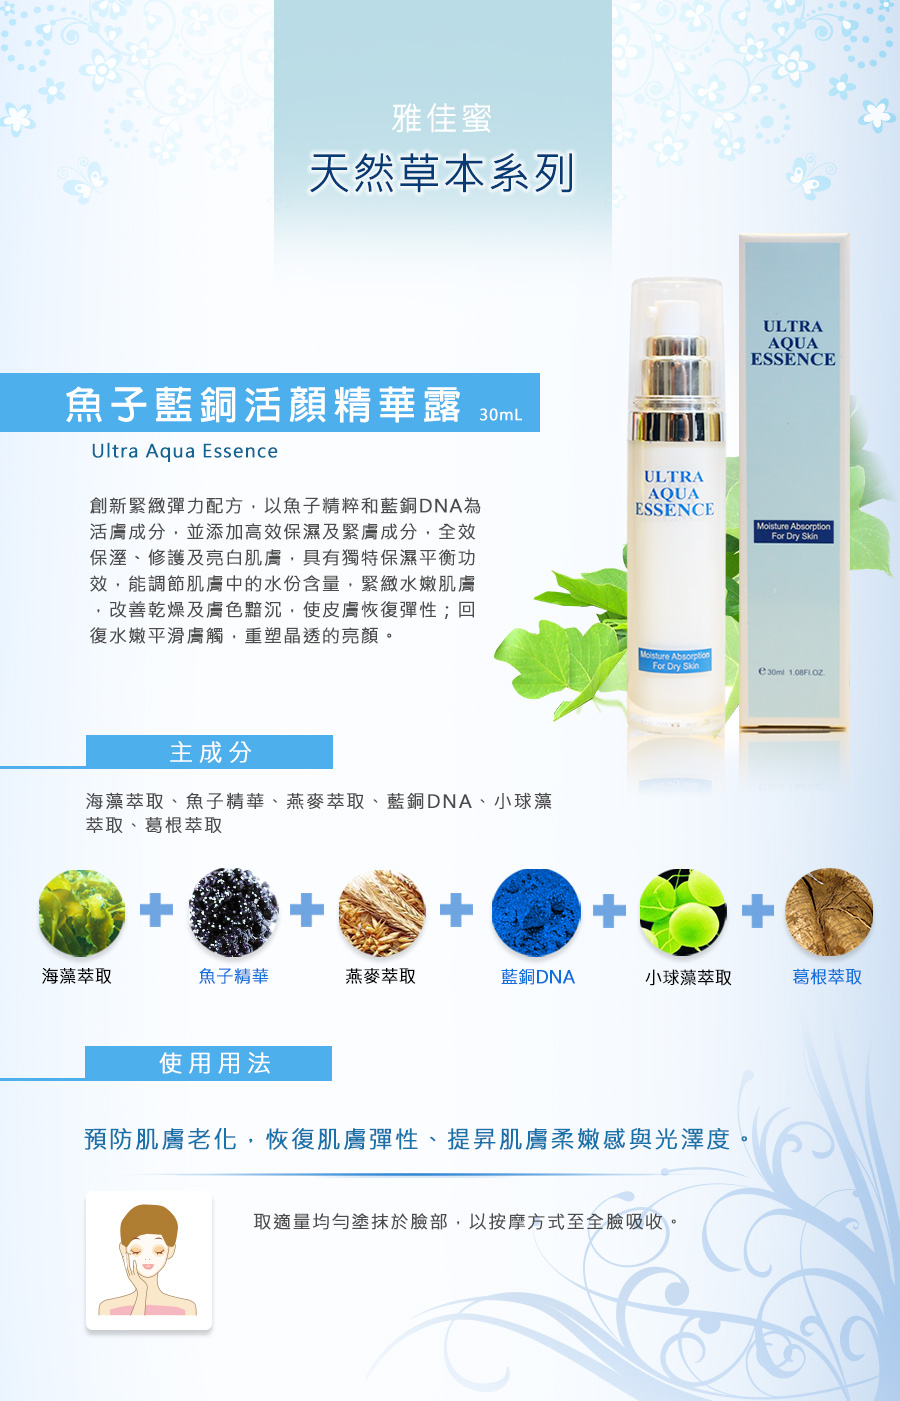 雅佳蜜
天然草本系列
ULTRA
AQUA
ESSENCE
魚子藍銅活顏精華露 30mL
Ultra Aqua Essence
ULTRA
AQUA
ESSENCE
創新緊緻彈力配方，以魚子精粹和藍銅DNA為
活膚成分，並添加高效保濕及緊膚成分，全效
保溼、修護及亮白肌膚，具有獨特保濕平衡功
效，能調節肌膚中的水份含量，緊緻水嫩肌膚
，改善乾燥及膚色黯沉，使皮膚恢復彈性；回
復水嫩平滑膚觸，重塑晶透的亮顏。
Moisture Absorption
For Dry Skin
Moisture Absorption
For Dry Skin
e 30ml 1.08Fl.OZ.
主成分
海藻萃取、魚子精華、燕麥萃取、藍銅DNA、小球藻
萃取、葛根萃取
海藻萃取 魚子精華 燕麥萃取 藍銅DNA 小球藻萃取 葛根萃取
使用用法
預防肌膚老化，恢復肌膚彈性、提昇肌膚柔嫩感與光澤度。
取適量均勻塗抹於臉部，以按摩方式至全臉吸收。